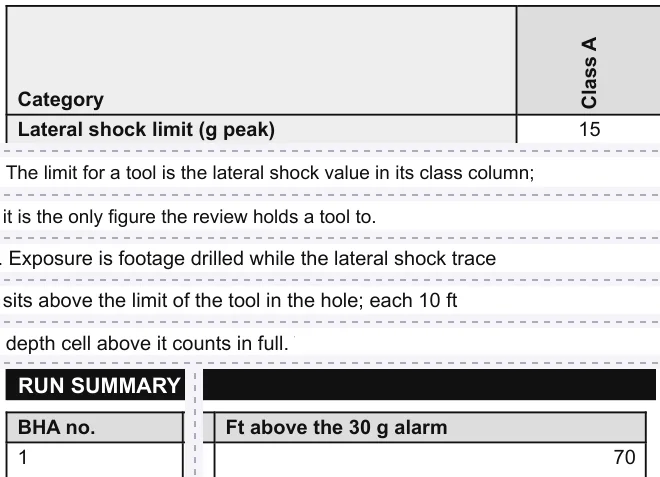 Category
Class A
Lateral shock limit (g peak) 15
The limit for a tool is the lateral shock value in its class column;
it is the only figure the review holds a tool to.
. Exposure is footage drilled while the lateral shock trace
sits above the limit of the tool in the hole; each 10 ft
depth cell above it counts in full.
RUN SUMMARY
BHA no. Ft above the 30 g alarm
1 70